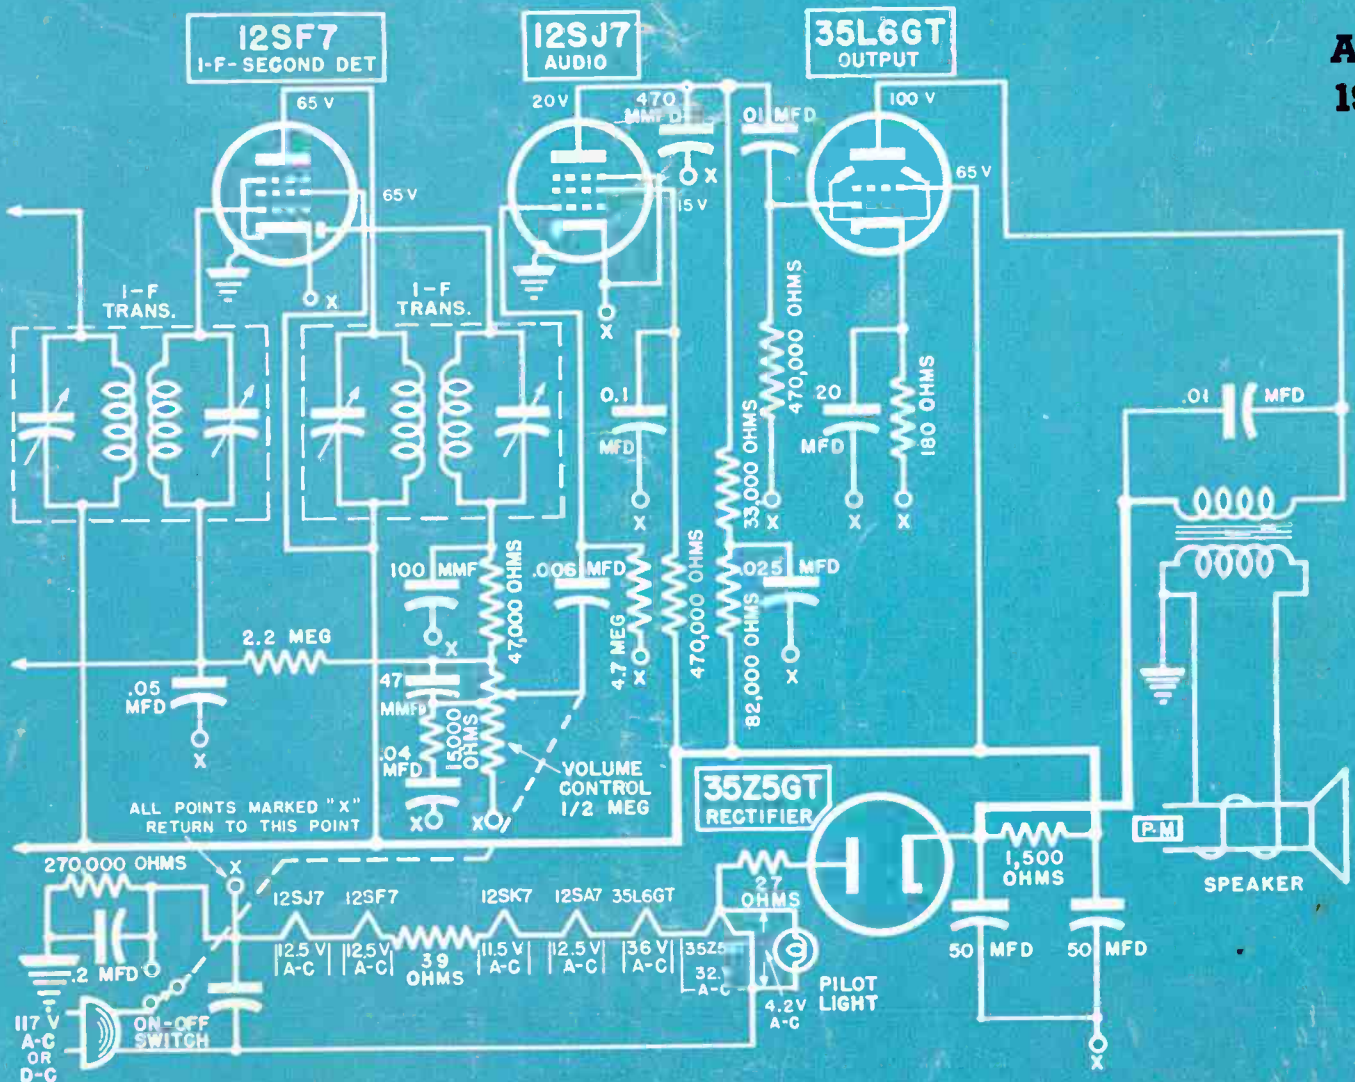 12SF7
I-F-SECOND DET
12SJ7
AUDIO
35L6GT
OUTPUT
A
19
65 V
20V
470
MMFD
.01 MFD
100 V
65V
X
15 V
65 V
X
X
I-F
TRANS.
I-F
TRANS.
0.1
MFD
X
33,000 OHMS
470,000 OHMS
X
20
MFD
X
180 OHMS
X
.01 MFD
100 MMF
X
47,000 OHMS
.006 MFD
4.7 MEG
X
470,000 OHMS
82,000 OHMS
.025 MFD
X
2.2 MEG
.05
MFD
X
47
MMFD
15000
OHMS
.04
MFD
X
X
VOLUME
CONTROL
1/2 MEG
ALL POINTS MARKED "X"
RETURN TO THIS POINT
X
35Z5GT
RECTIFIER
P-M
SPEAKER
270,000 OHMS
.2 MFD
12SJ7
12.5 V
A-C
12SF7
12.5 V
A-C
39
OHMS
12SK7
11.5 V
A-C
12SA7
12.5 V
A-C
35L6GT
36 V
A-C
35Z5
32.
A-C
27
OHMS
4.2V
A-C
PILOT
LIGHT
1,500
OHMS
50 MFD
50 MFD
X
117 V
A-C
OR
D-C
ON-OFF
SWITCH